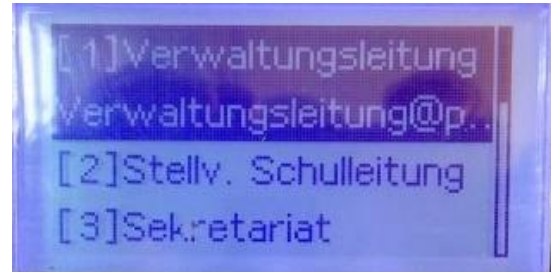 [1]Verwaltungsleitung
Verwaltungsleitung@p..
[2]Stellv. Schulleitung
[3]Sekretariat